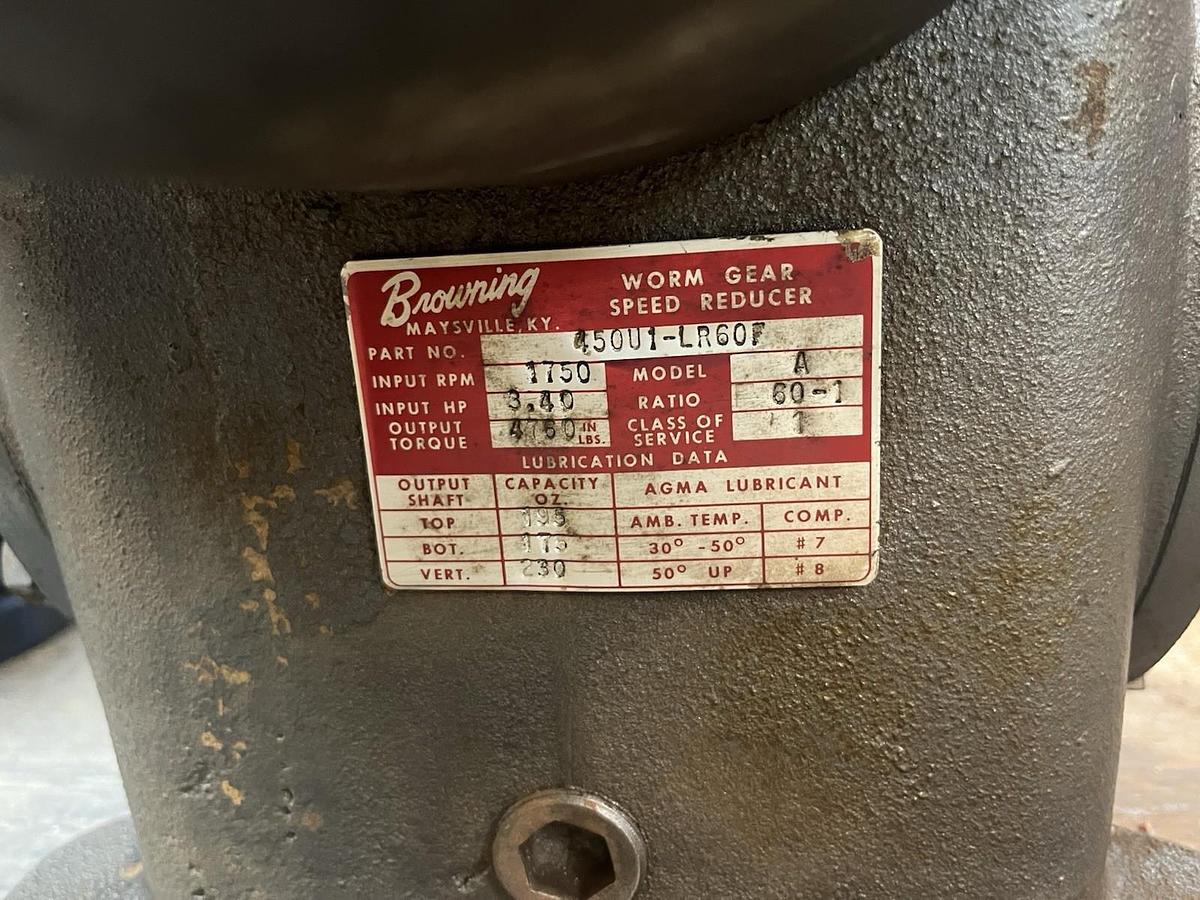 Browning
WORM GEAR
SPEED REDUCER
MAYSVILLE, KY.
PART NO. 450U1-LR60F
INPUT RPM 1750 MODEL A
INPUT HP 3.40 RATIO 60-1
OUTPUT TORQUE 4760 IN LBS. CLASS OF SERVICE 1
LUBRICATION DATA
OUTPUT SHAFT CAPACITY OZ. AGMA LUBRICANT
TOP 195 AMB. TEMP. COMP.
BOT. 175 30° -50° #7
VERT. 230 50° UP #8